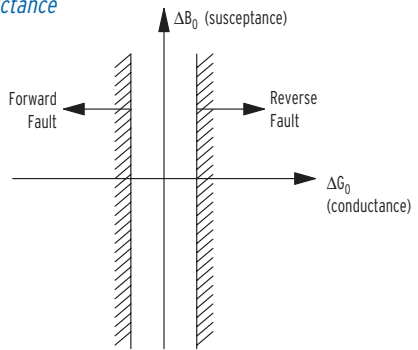 ctance
ΔB₀ (susceptance)
Forward
Fault
Reverse
Fault
ΔG₀
(conductance)